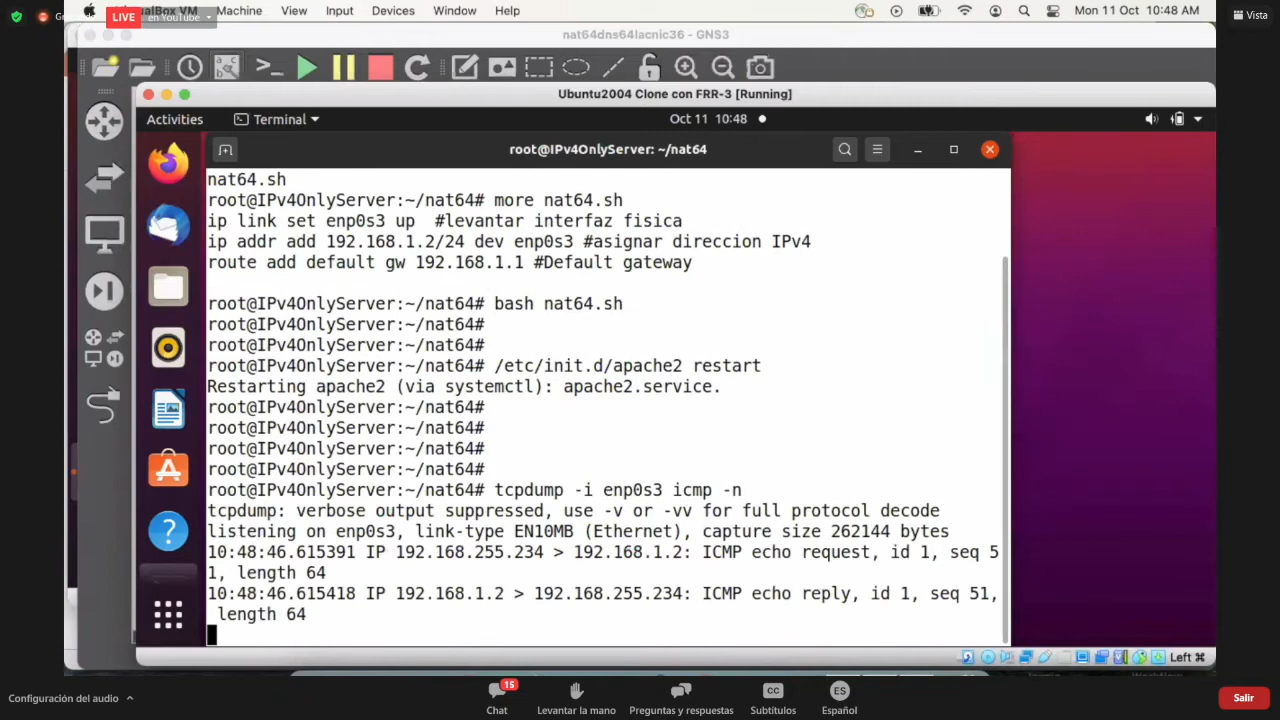 VirtualBox VM Machine View Input Devices Window Help
Mon 11 Oct 10:48 AM
LIVE en YouTube
Vista
nat64dns64lacnic36 - GNS3
Ubuntu2004 Clone con FRR-3 [Running]
Activities Terminal Oct 11 10:48
root@IPv4OnlyServer: ~/nat64
nat64.sh
root@IPv4OnlyServer:~/nat64# more nat64.sh
ip link set enp0s3 up  #levantar interfaz fisica
ip addr add 192.168.1.2/24 dev enp0s3 #asignar direccion IPv4
route add default gw 192.168.1.1 #Default gateway
root@IPv4OnlyServer:~/nat64# bash nat64.sh
root@IPv4OnlyServer:~/nat64#
root@IPv4OnlyServer:~/nat64#
root@IPv4OnlyServer:~/nat64# /etc/init.d/apache2 restart
Restarting apache2 (via systemctl): apache2.service.
root@IPv4OnlyServer:~/nat64#
root@IPv4OnlyServer:~/nat64#
root@IPv4OnlyServer:~/nat64#
root@IPv4OnlyServer:~/nat64#
root@IPv4OnlyServer:~/nat64# tcpdump -i enp0s3 icmp -n
tcpdump: verbose output suppressed, use -v or -vv for full protocol decode
listening on enp0s3, link-type EN10MB (Ethernet), capture size 262144 bytes
10:48:46.615391 IP 192.168.255.234 > 192.168.1.2: ICMP echo request, id 1, seq 5
1, length 64
10:48:46.615418 IP 192.168.1.2 > 192.168.255.234: ICMP echo reply, id 1, seq 51,
 length 64
Left ⌘
Configuración del audio
15
Chat
Levantar la mano
Preguntas y respuestas
CC
Subtítulos
ES
Español
Salir